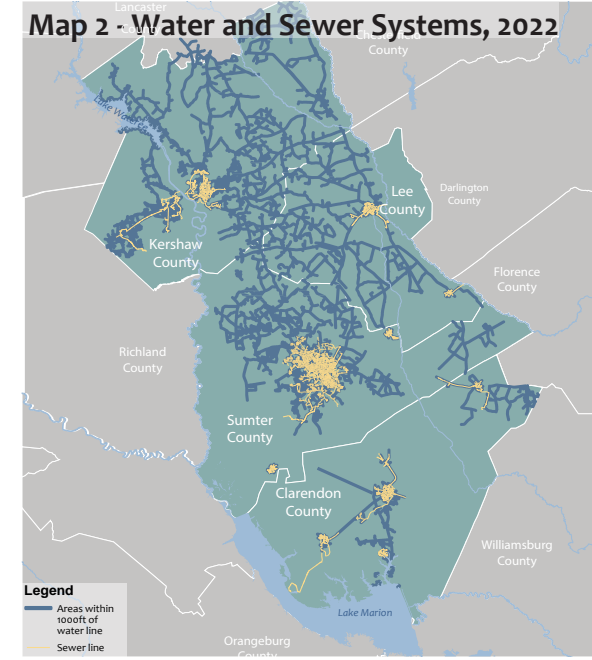 Lancaster
County
Map 2 - Water and Sewer Systems, 2022
County
Lake Wateree
Lee
County
Darlington
County
Kershaw
County
Florence
County
Richland
County
Sumter
County
Clarendon
County
Williamsburg
County
Legend
Areas within
1000ft of
water line
Sewer line
Lake Marion
Orangeburg
County